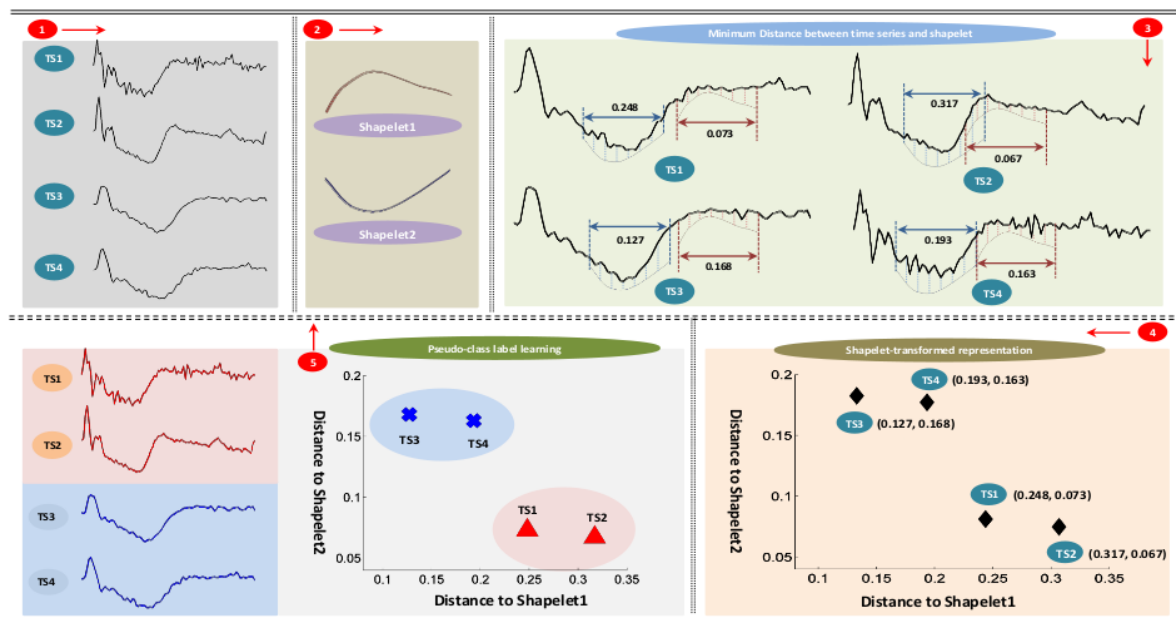 1
TS1
TS2
TS3
TS4
2
Shapelet1
Shapelet2
3
Minimum Distance between time series and shapelet
0.248
0.073
TS1
0.317
0.067
TS2
0.127
0.168
TS3
0.193
0.163
TS4
TS1
TS2
TS3
TS4
5
Pseudo-class label learning
Distance to Shapelet2
0.2
0.15
0.1
0.05
TS3
TS4
TS1
TS2
0.1
0.15
0.2
0.25
0.3
0.35
Distance to Shapelet1
4
Shapelet-transformed representation
Distance to Shapelet2
0.2
0.15
0.1
0.05
TS4 (0.193, 0.163)
TS3 (0.127, 0.168)
TS1 (0.248, 0.073)
TS2 (0.317, 0.067)
0.1
0.15
0.2
0.25
0.3
0.35
Distance to Shapelet1